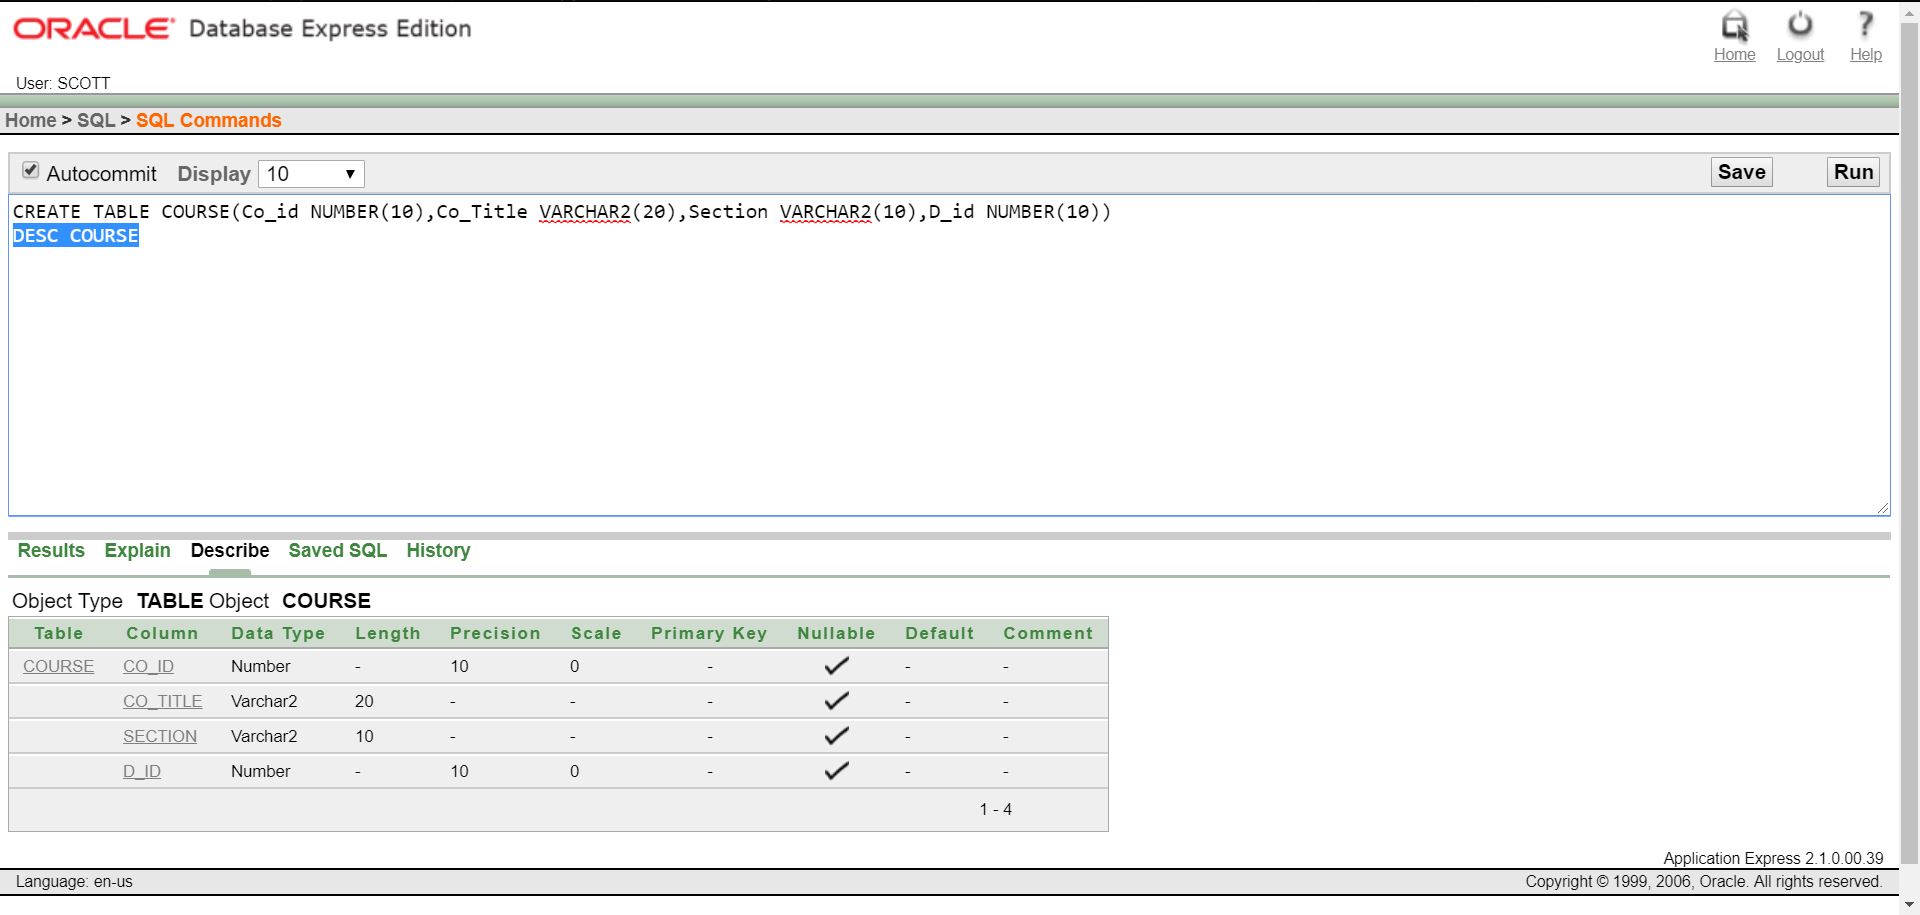 ORACLE Database Express Edition
Home Logout Help
User: SCOTT
Home > SQL > SQL Commands
Autocommit Display 10 Save Run
CREATE TABLE COURSE(Co_id NUMBER(10),Co_Title VARCHAR2(20),Section VARCHAR2(10),D_id NUMBER(10))
DESC COURSE
Results Explain Describe Saved SQL History
Object Type TABLE Object COURSE
Table Column Data Type Length Precision Scale Primary Key Nullable Default Comment
COURSE CO_ID Number - 10 0 - - -
CO_TITLE Varchar2 20 - - - - -
SECTION Varchar2 10 - - - - -
D_ID Number - 10 0 - - -
1 - 4
Application Express 2.1.0.00.39
Language: en-us Copyright © 1999, 2006, Oracle. All rights reserved.